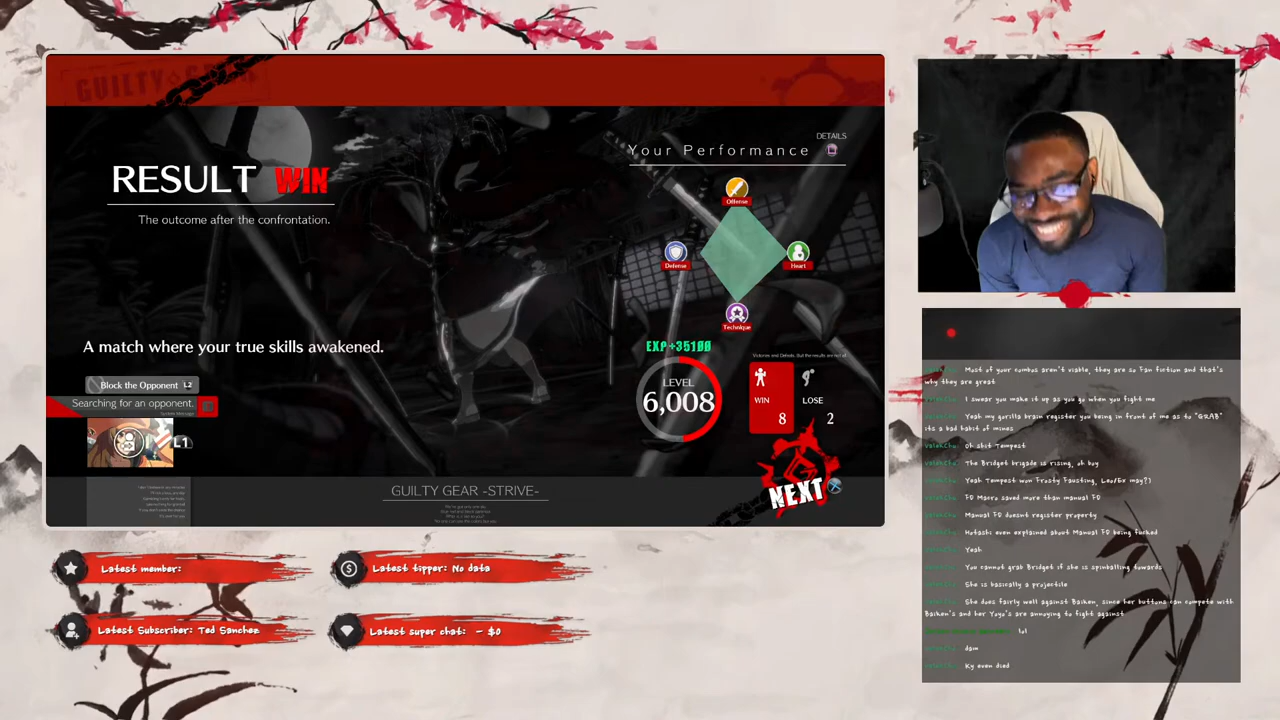 GUILTY GEAR
RESULT WIN
The outcome after the confrontation.
DETAILS
Your Performance
Offense
Defense
Heart
Technique
A match where your true skills awakened.
Block the Opponent L2
Searching for an opponent.
System Message
L1
EXP+35100
LEVEL
6,008
WIN
8
LOSE
2
NEXT
GUILTY GEAR -STRIVE-
Latest member:
Latest tipper: No data
Latest Subscriber: Ted Sanchez
Latest super chat: - $0
Most of your combos aren't viable, they are so Fan fiction and that's
why they are great
I swear you make it up as you go when you fight me
Yeah my gorilla brain register you being in front of me as to "GRAB"
its a bad habit of mines
Oh shit Tempest
The Bridget brigade is rising, oh boy
Yeah Tempest won Frosty Fausting, Leoffix may?)
FD Macro saved more than manual FD
Manual FD doesnt register property
Hotashi even explained about Manual FD being fucked
Yeah
You cannot grab Bridget if she is spinballing towards
She is basically a projectile
She does fairly well against Baiken, since her buttons can compete with
Baiken's and her Yoyo's are annoying to fight against
lol
dam
Ky even died